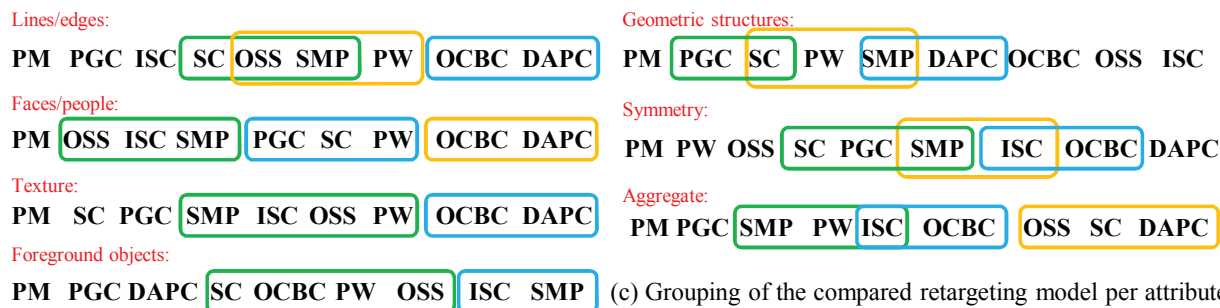 Lines/edges:
PM PGC ISC SC OSS SMP PW OCBC DAPC
Faces/people:
PM OSS ISC SMP PGC SC PW OCBC DAPC
Texture:
PM SC PGC SMP ISC OSS PW OCBC DAPC
Foreground objects:
PM PGC DAPC SC OCBC PW OSS ISC SMP
Geometric structures:
PM PGC SC PW SMP DAPC OCBC OSS ISC
Symmetry:
PM PW OSS SC PGC SMP ISC OCBC DAPC
Aggregate:
PM PGC SMP PW ISC OCBC OSS SC DAPC
(c) Grouping of the compared retargeting model per attribute